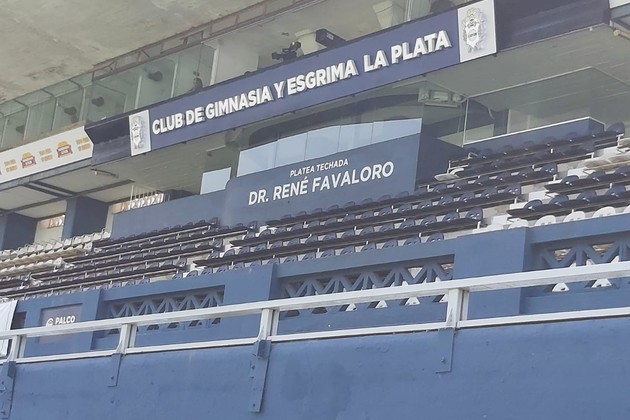 CLUB DE GIMNASIA Y ESGRIMA LA PLATA
PLATEA TECHADA
DR. RENÉ FAVALORO
PALCO